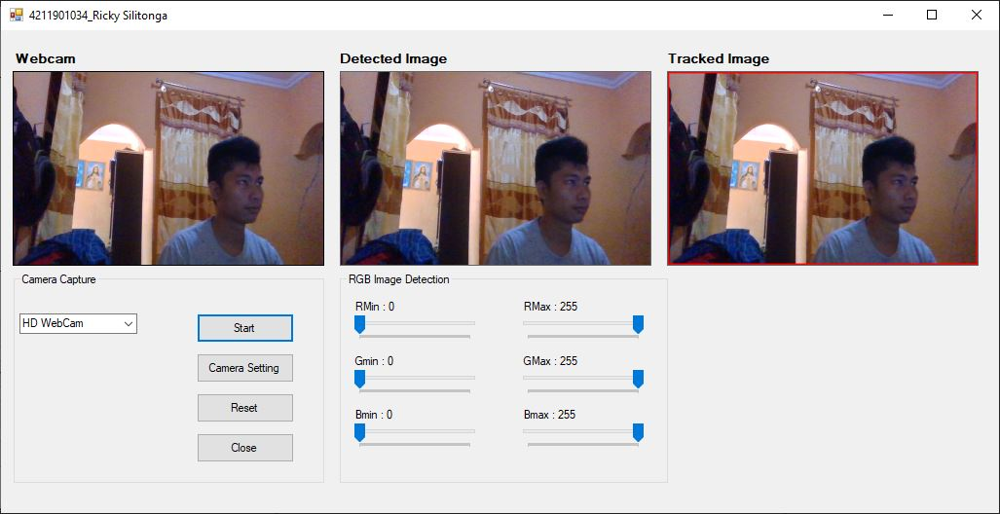 4211901034_Ricky Silitonga
Webcam
Detected Image
Tracked Image
Camera Capture
HD WebCam
Start
Camera Setting
Reset
Close
RGB Image Detection
RMin : 0
RMax : 255
Gmin : 0
GMax : 255
Bmin : 0
Bmax : 255